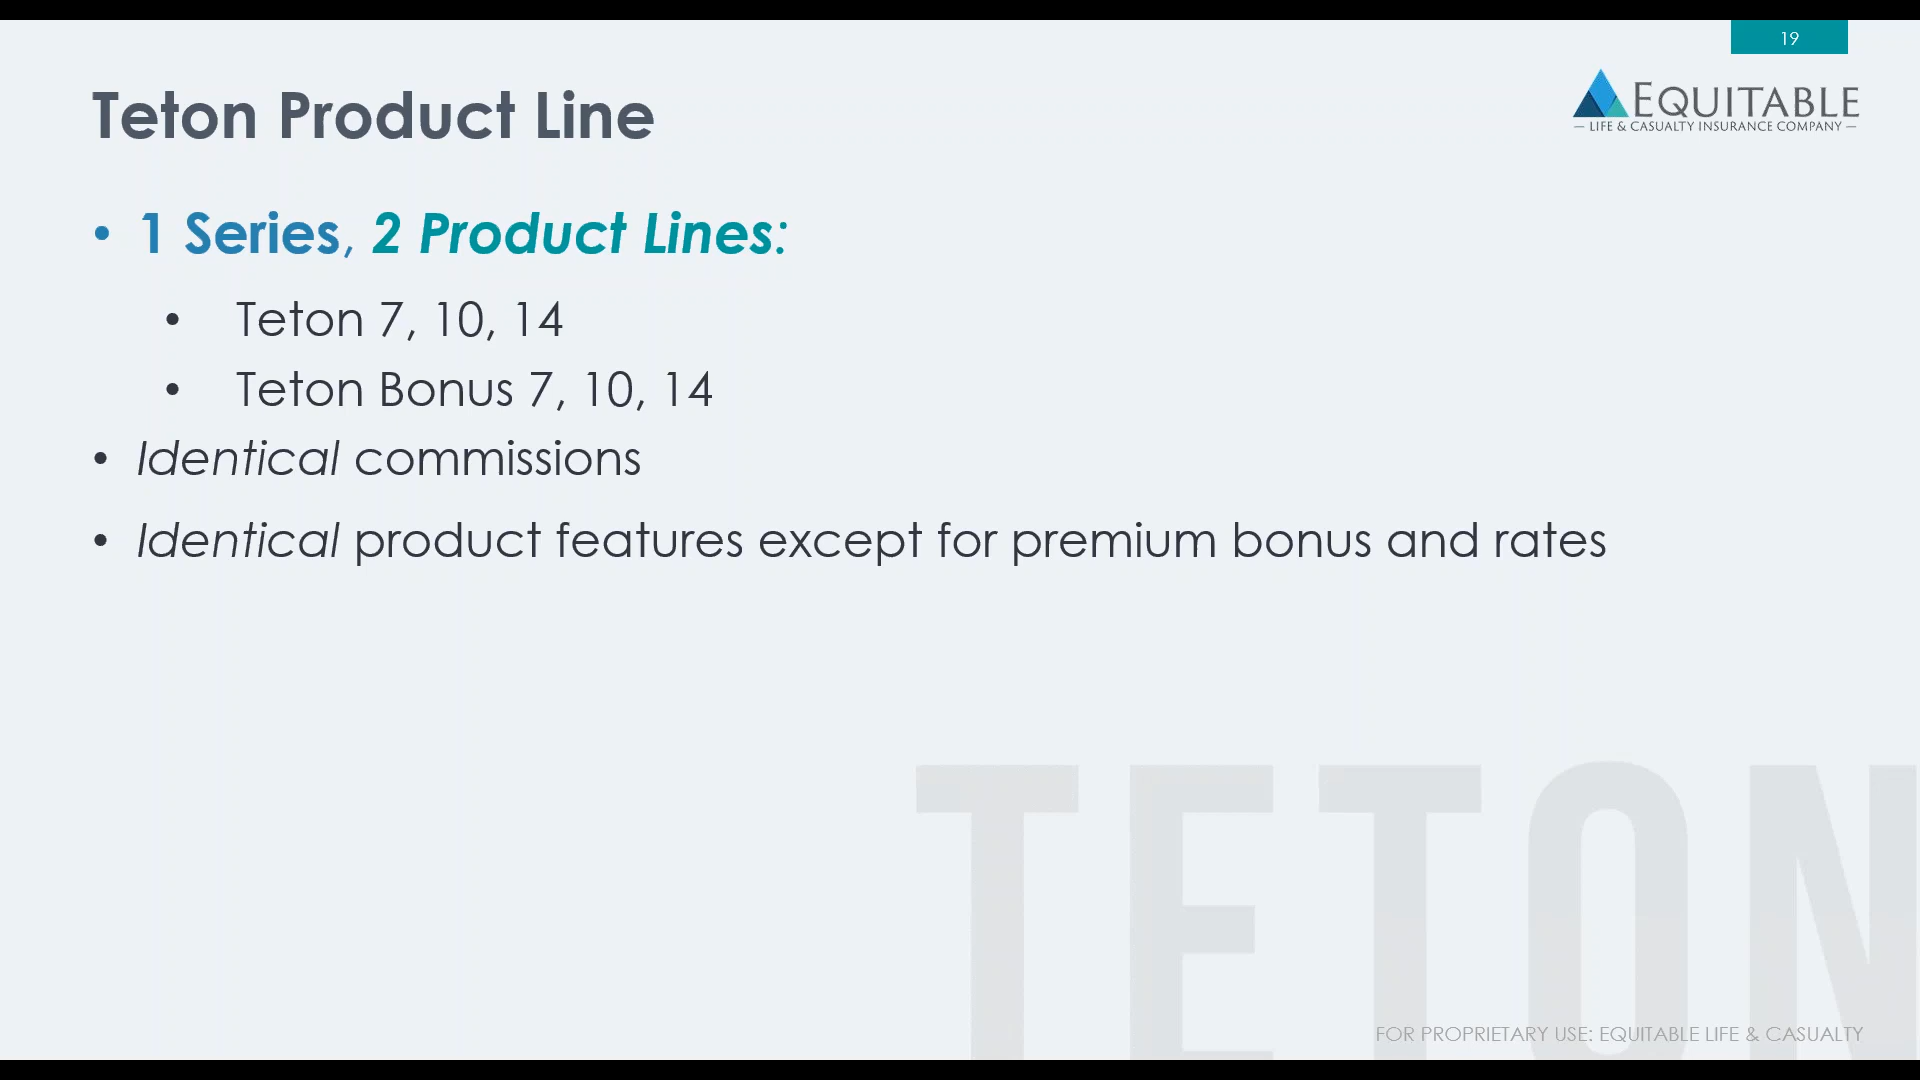 19
EQUITABLE
— LIFE & CASUALTY INSURANCE COMPANY —
Teton Product Line
• 1 Series, 2 Product Lines:
• Teton 7, 10, 14
• Teton Bonus 7, 10, 14
• Identical commissions
• Identical product features except for premium bonus and rates
TETON
FOR PROPRIETARY USE: EQUITABLE LIFE & CASUALTY